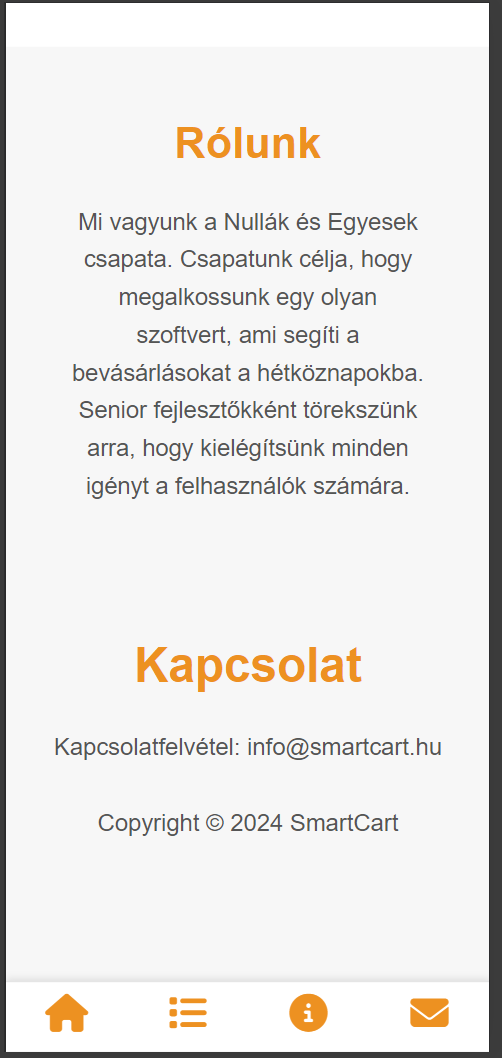 Rólunk
Mi vagyunk a Nullák és Egyesek
csapata. Csapatunk célja, hogy
megalkossunk egy olyan
szoftvert, ami segíti a
bevásárlásokat a hétköznapokba.
Senior fejlesztőkként törekszünk
arra, hogy kielégítsünk minden
igényt a felhasználók számára.
Kapcsolat
Kapcsolatfelvétel: info@smartcart.hu
Copyright © 2024 SmartCart